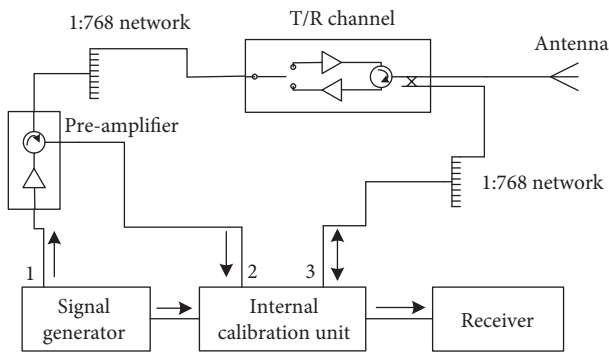 T/R channel
1:768 network
Antenna
Pre-amplifier
1:768 network
1
2
3
Signal
generator
Internal
calibration unit
Receiver